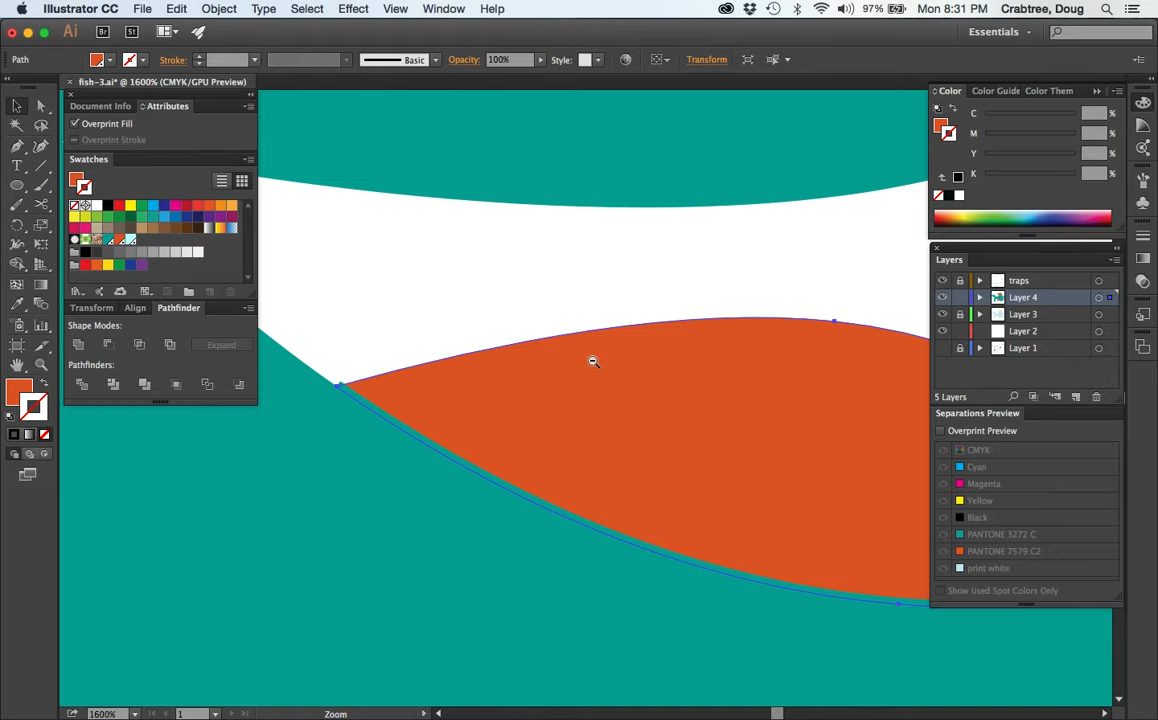 Illustrator CC File Edit Object Type Select Effect View Window Help 97% Mon 8:31 PM Crabtree, Doug
Ai Br St Essentials
Path Stroke: Basic Opacity: 100% Style: Transform
× fish-3.ai* @ 1600% (CMYK/GPU Preview)
Document Info Attributes
Overprint Fill
Overprint Stroke
Swatches
Transform Align Pathfinder
Shape Modes:
Expand
Pathfinders:
Color Color Guide Color Them
C %
M %
Y %
K %
Layers
traps
Layer 4
Layer 3
Layer 2
Layer 1
5 Layers
Separations Preview
Overprint Preview
CMYK
Cyan
Magenta
Yellow
Black
PANTONE 3272 C
PANTONE 7579 C2
print white
Show Used Spot Colors Only
1600% 1 Zoom